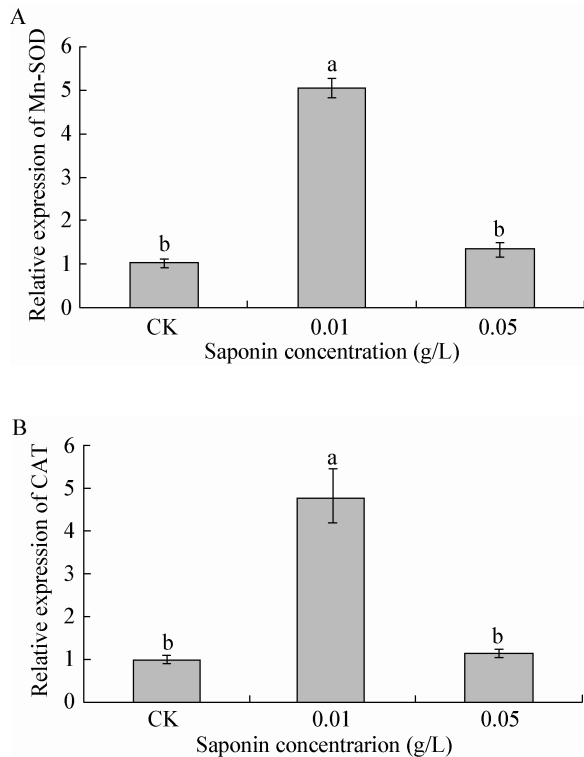 A
Relative expression of Mn-SOD
6
5
4
3
2
1
0
b
a
b
CK 0.01 0.05
Saponin concentration (g/L)
B
Relative expression of CAT
6
5
4
3
2
1
0
b
a
b
CK 0.01 0.05
Saponin concentrarion (g/L)